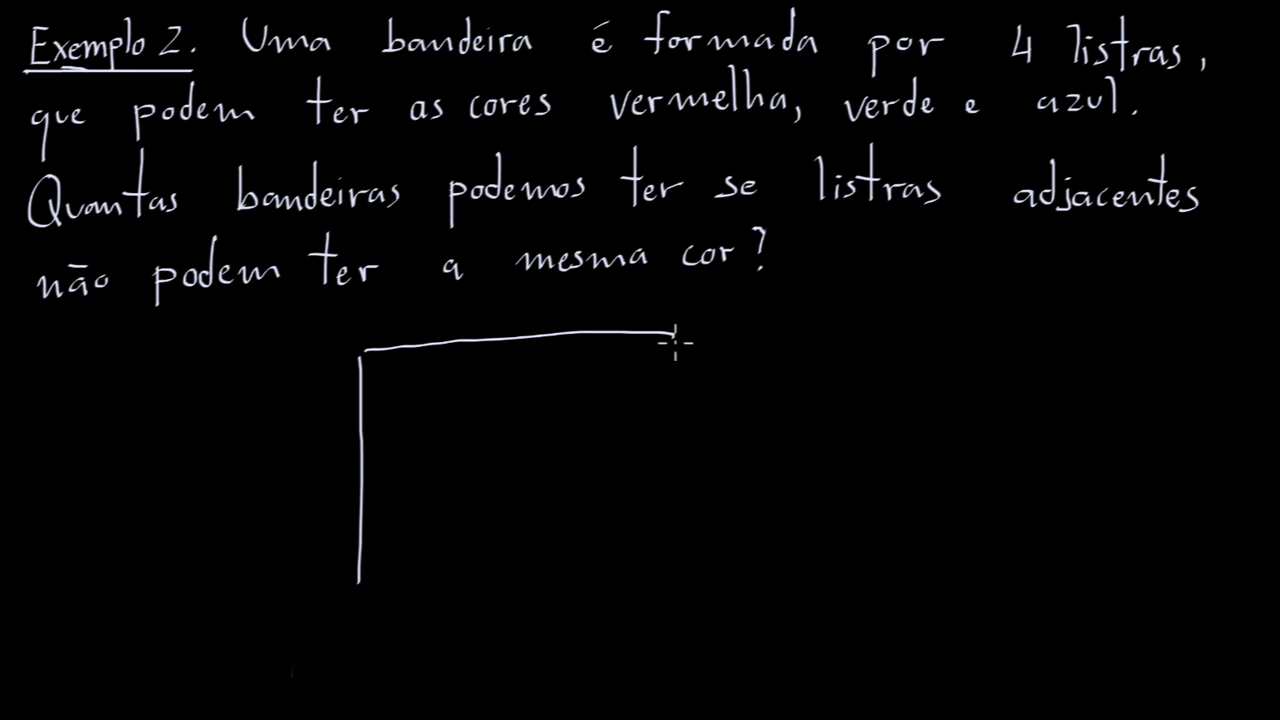 Exemplo 2. Uma bandeira é formada por 4 listras,
que podem ter as cores vermelha, verde e azul.
Quantas bandeiras podemos ter se listras adjacentes
não podem ter a mesma cor?